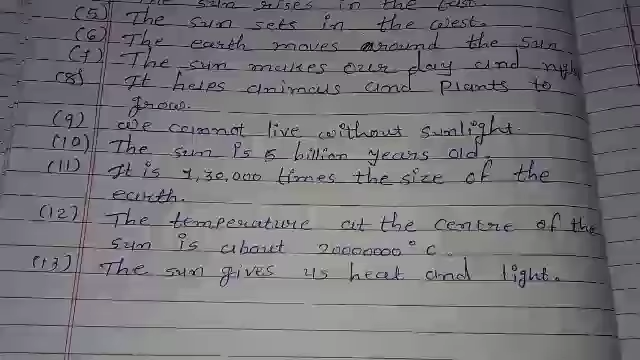 The sun rises in the East.
(5) The sun sets in the west.
(6) The earth moves around the sun
(7) The sun makes our day and
(8) It helps animals and plants to
grow.
(9) We cannot live without sunlight.
(10) The sun is 5 billion years old.
(11) It is 1,30,000 times the size of the
earth.
(12) The temperature at the centre of the
sun is about 20000000°C.
(13) The sun gives us heat and light.